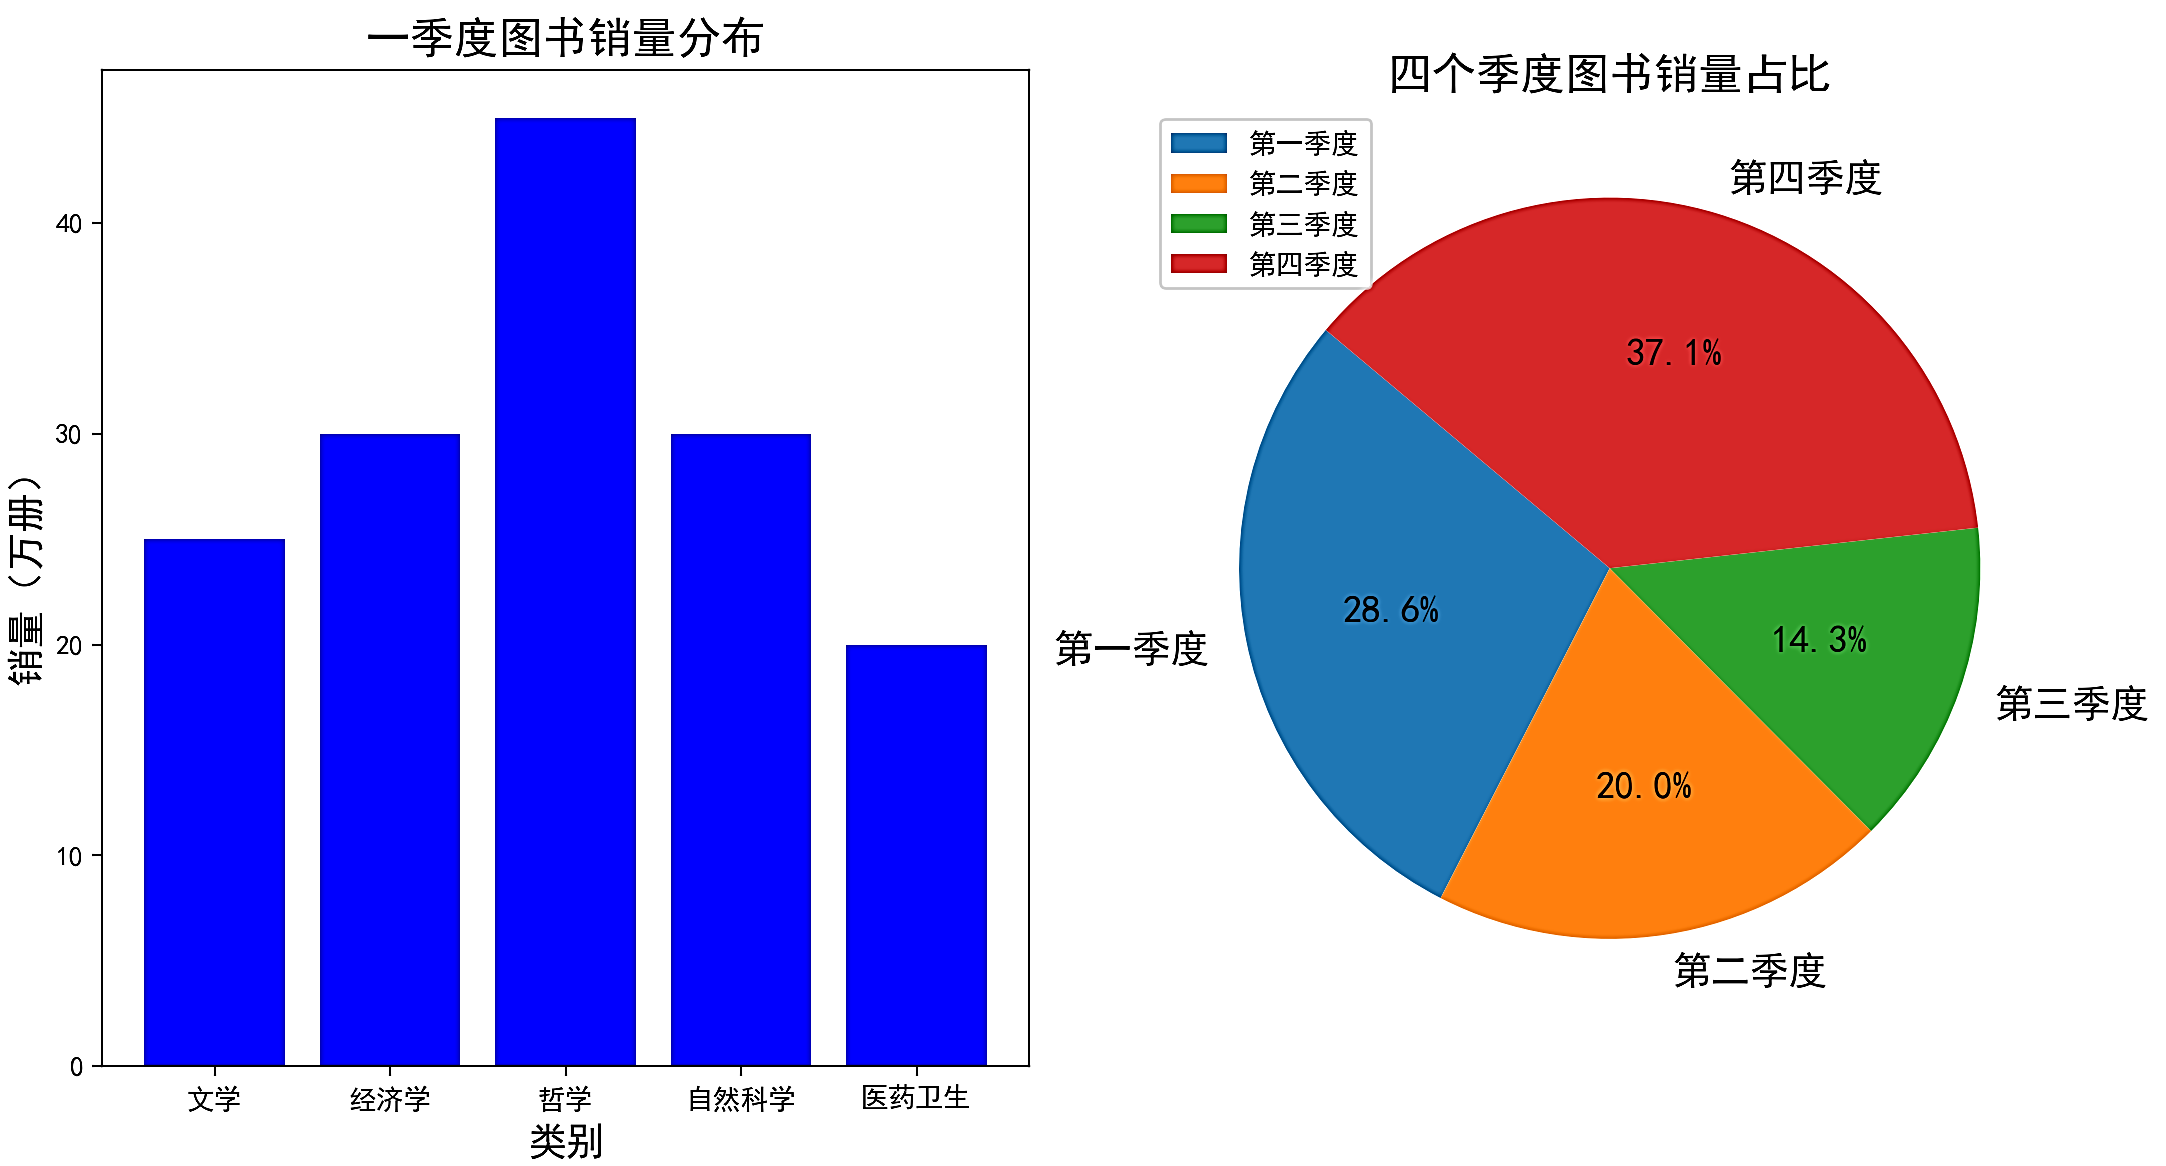 一季度图书销量分布
销量（万册）
40
30
20
10
0
文学
经济学
哲学
自然科学
医药卫生
类别
四个季度图书销量占比
第一季度
第二季度
第三季度
第四季度
第四季度
37.1%
28.6%
第一季度
14.3%
第三季度
20.0%
第二季度